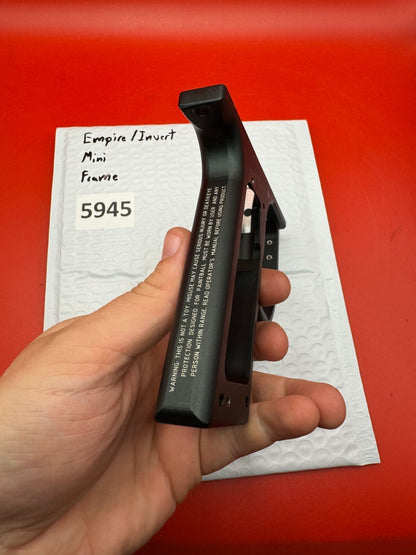 Empire/Invert
Mini
Frame
5945
WARNING: THIS IS NOT A TOY. MISUSE MAY CAUSE SERIOUS INJURY OR DEATH. EYE
PROTECTION DESIGNED FOR PAINTBALL MUST BE WORN BY USER AND ANY
PERSON WITHIN RANGE. READ OPERATOR'S MANUAL BEFORE USING PRODUCT.